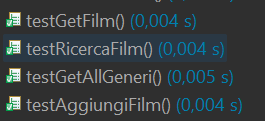 testGetFilm() (0,004 s)
testRicercaFilm() (0,004 s)
testGetAllGeneri() (0,005 s)
testAggiungiFilm() (0,004 s)